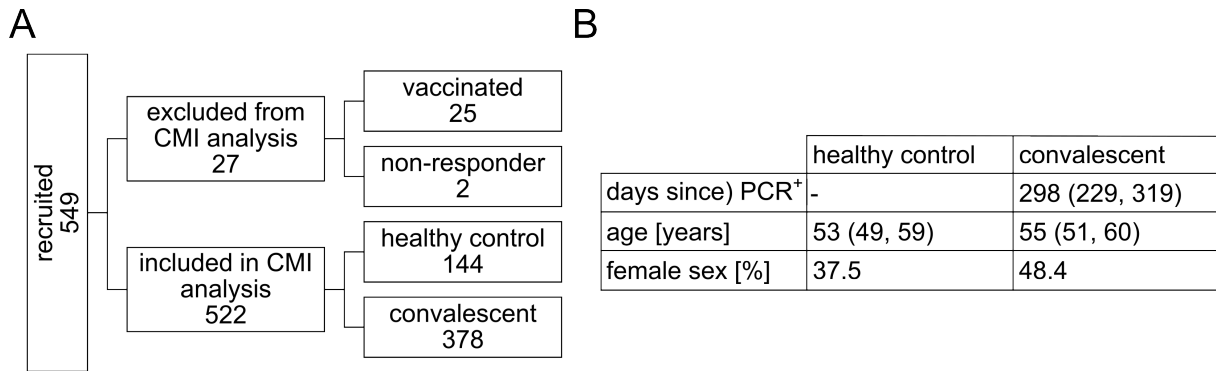 A
recruited
549
excluded from
CMI analysis
27
vaccinated
25
non-responder
2
included in CMI
analysis
522
healthy control
144
convalescent
378
B
healthy control convalescent
days since) PCR+ - 298 (229, 319)
age [years] 53 (49, 59) 55 (51, 60)
female sex [%] 37.5 48.4